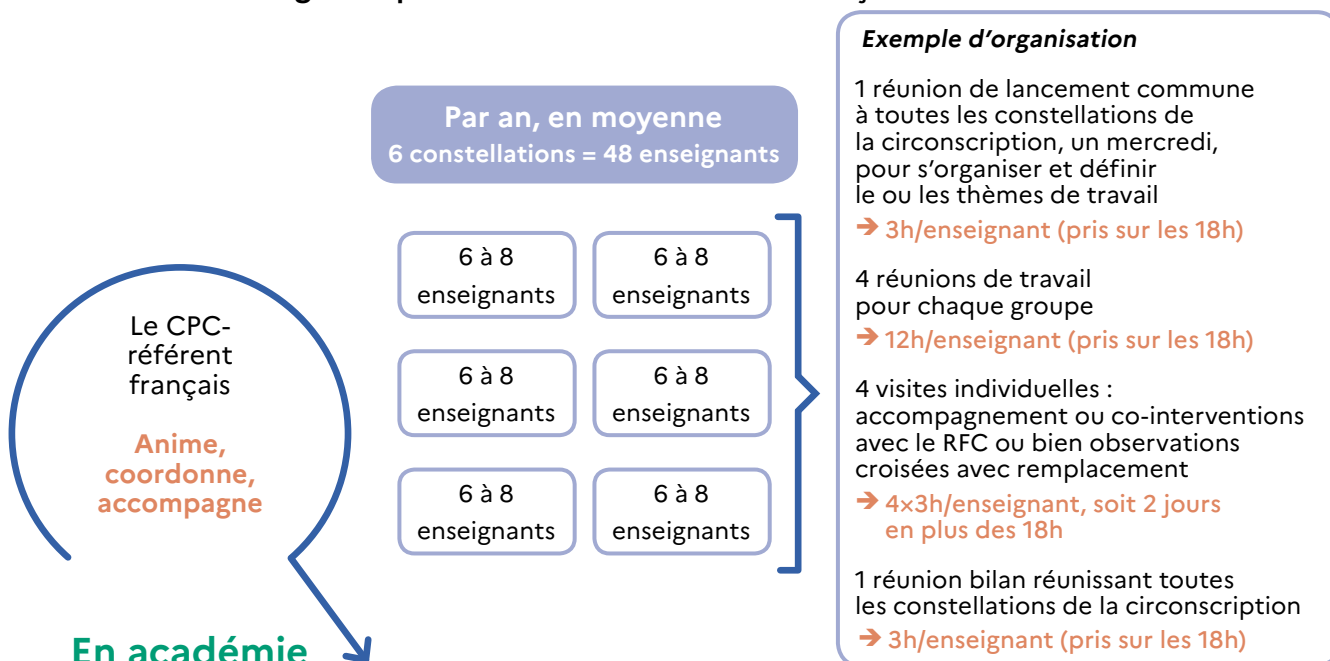 Par an, en moyenne
6 constellations = 48 enseignants
6 à 8
enseignants
6 à 8
enseignants
6 à 8
enseignants
6 à 8
enseignants
6 à 8
enseignants
6 à 8
enseignants
Le CPC-
référent
français
Anime,
coordonne,
accompagne
En académie
Exemple d'organisation
1 réunion de lancement commune
à toutes les constellations de
la circonscription, un mercredi,
pour s'organiser et définir
le ou les thèmes de travail
➔ 3h/enseignant (pris sur les 18h)
4 réunions de travail
pour chaque groupe
➔ 12h/enseignant (pris sur les 18h)
4 visites individuelles :
accompagnement ou co-interventions
avec le RFC ou bien observations
croisées avec remplacement
➔ 4×3h/enseignant, soit 2 jours
en plus des 18h
1 réunion bilan réunissant toutes
les constellations de la circonscription
➔ 3h/enseignant (pris sur les 18h)